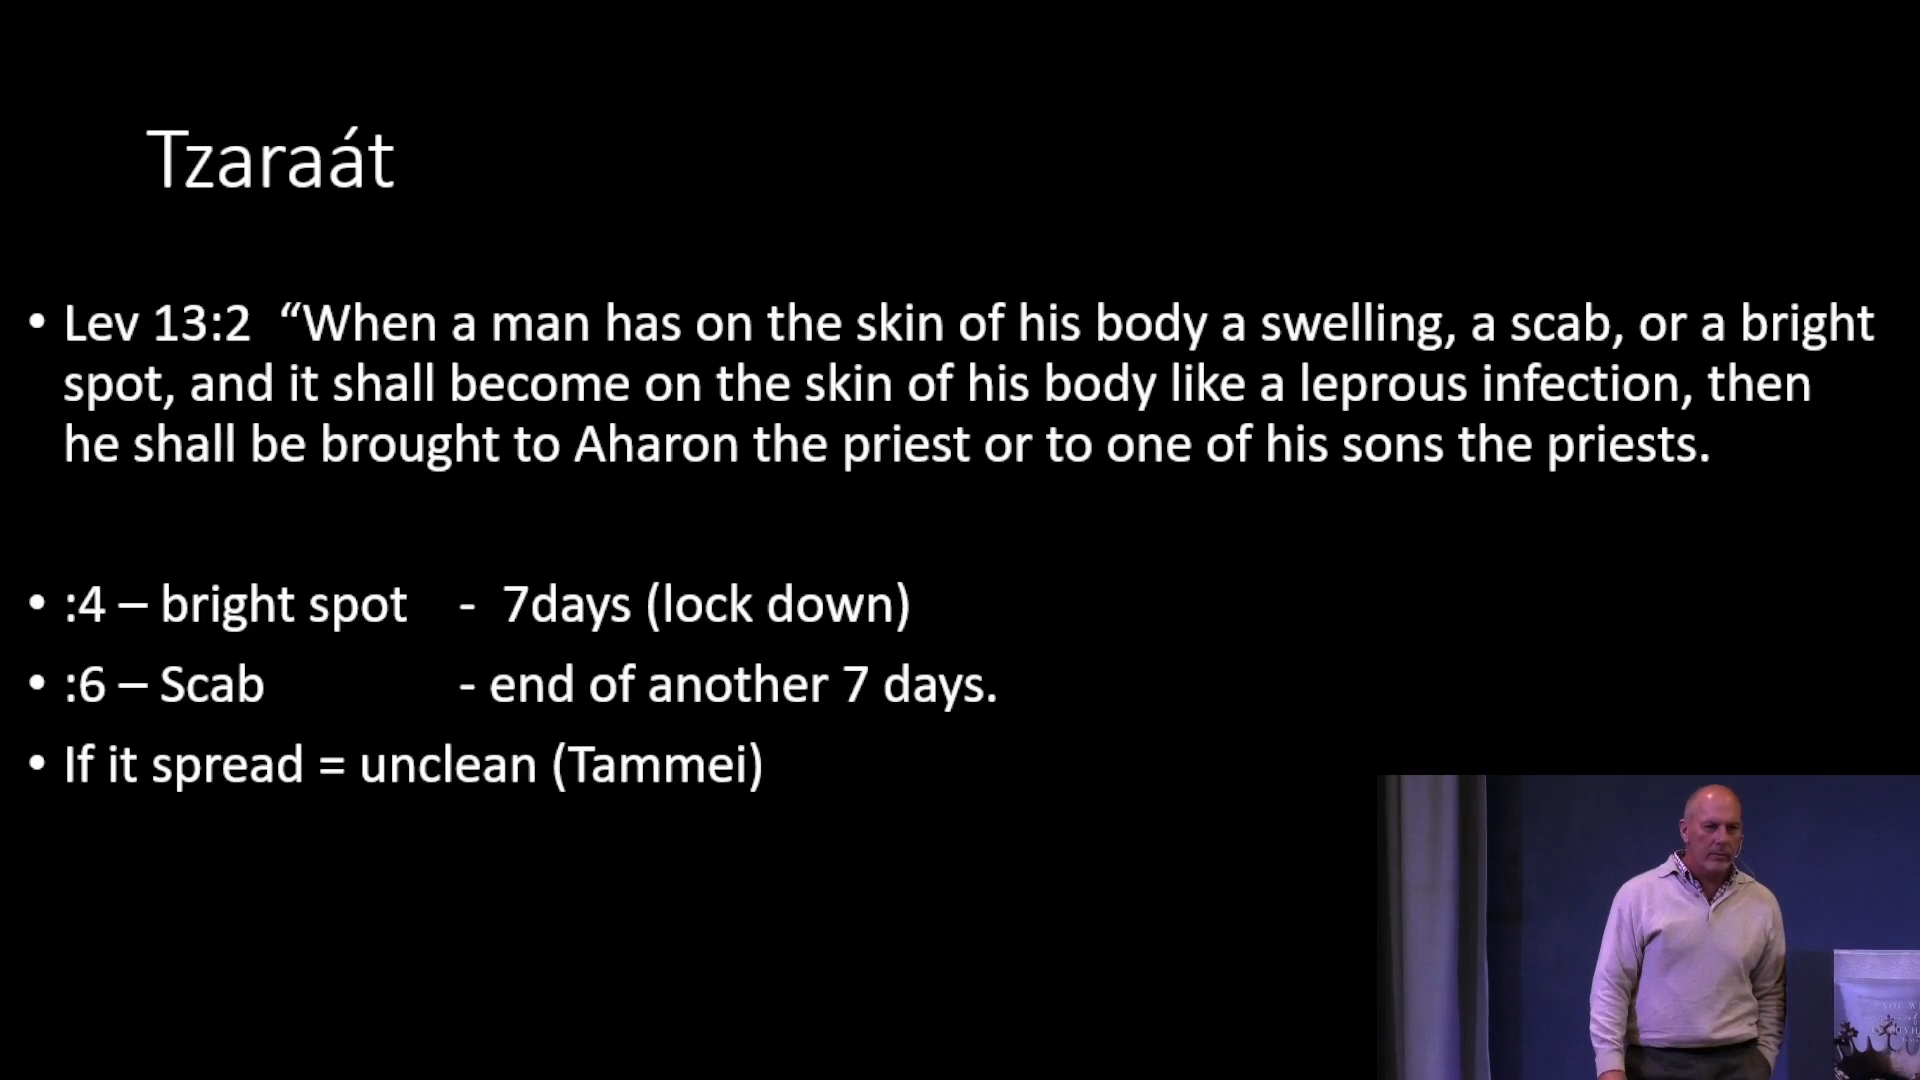 Tzaraát
• Lev 13:2  “When a man has on the skin of his body a swelling, a scab, or a bright
spot, and it shall become on the skin of his body like a leprous infection, then
he shall be brought to Aharon the priest or to one of his sons the priests.
• :4 – bright spot - 7days (lock down)
• :6 – Scab - end of another 7 days.
• If it spread = unclean (Tammei)